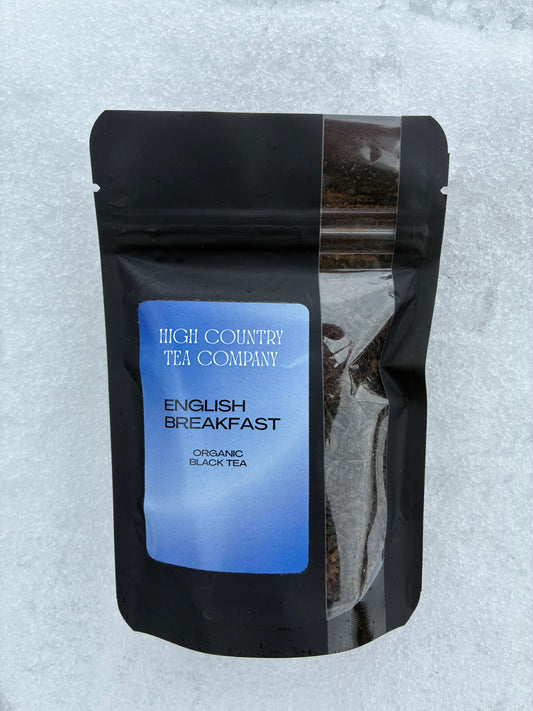 HIGH COUNTRY
TEA COMPANY
ENGLISH
BREAKFAST
ORGANIC
BLACK TEA